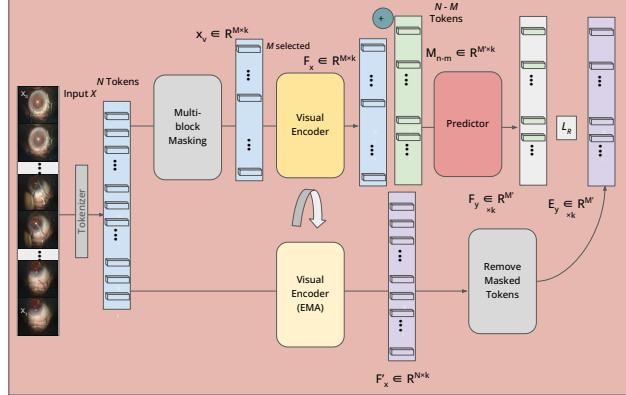 N - M
Tokens
+
x_v ∈ R^{M×k}
M selected
F_x ∈ R^{M×k}
M_{n-m} ∈ R^{M'×k}
Input X
N Tokens
Multi-
block
Masking
Visual
Encoder
Predictor
L_R
Tokenizer
F_y ∈ R^{M'×k}
E_y ∈ R^{M'×k}
Visual
Encoder
(EMA)
Remove
Masked
Tokens
F'_x ∈ R^{N×k}